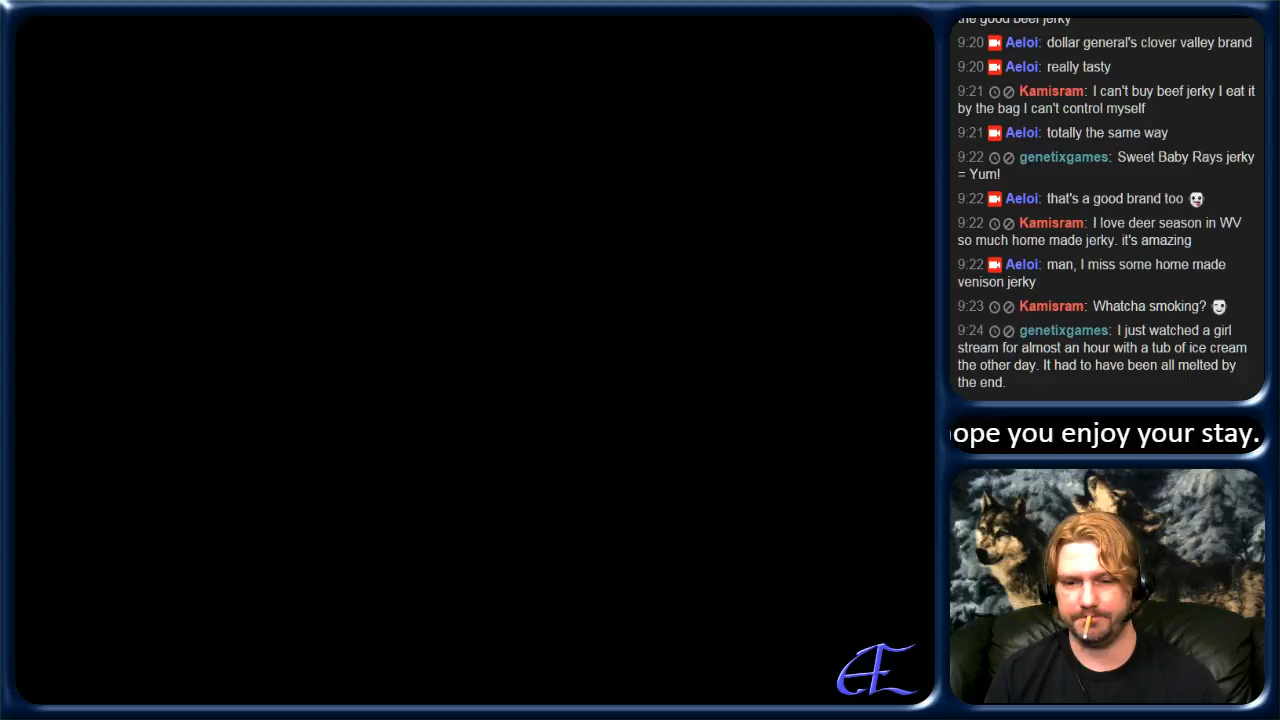 the good beef jerky
9:20 Aeloi: dollar general's clover valley brand
9:20 Aeloi: really tasty
9:21 Kamisram: I can't buy beef jerky I eat it
by the bag I can't control myself
9:21 Aeloi: totally the same way
9:22 genetixgames: Sweet Baby Rays jerky
= Yum!
9:22 Aeloi: that's a good brand too
9:22 Kamisram: I love deer season in WV
so much home made jerky. it's amazing
9:22 Aeloi: man, I miss some home made
venison jerky
9:23 Kamisram: Whatcha smoking?
9:24 genetixgames: I just watched a girl
stream for almost an hour with a tub of ice cream
the other day. It had to have been all melted by
the end.
ope you enjoy your stay.